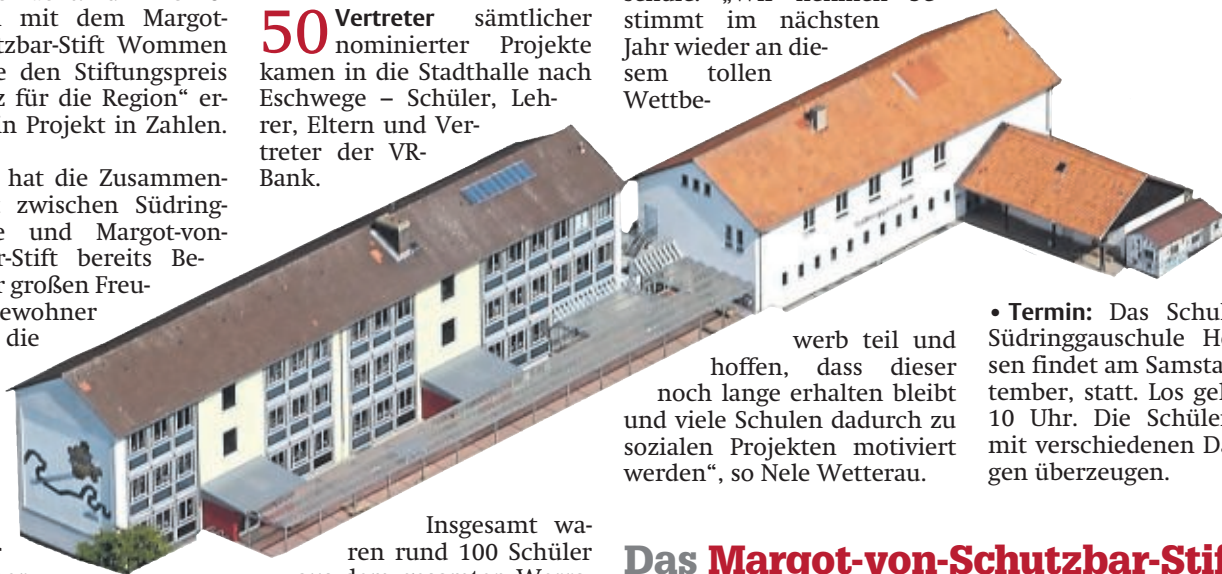 mit dem Margot-
tzbar-Stift Wommen
e den Stiftungspreis
z für die Region“ er-
in Projekt in Zahlen.
hat die Zusammen-
zwischen Südring-
e und Margot-von-
r-Stift bereits Be-
r großen Freu-
ewohner
die
50 Vertreter sämtlicher
nominierter Projekte
kamen in die Stadthalle nach
Eschwege – Schüler, Leh-
rer, Eltern und Ver-
treter der VR-
Bank.
Insgesamt wa-
ren rund 100 Schüler
stimmt im nächsten
Jahr wieder an die-
sem tollen
Wettbe-
werb teil und
hoffen, dass dieser
noch lange erhalten bleibt
und viele Schulen dadurch zu
sozialen Projekten motiviert
werden“, so Nele Wetterau.
• Termin: Das Schul
Südringgauschule He
sen findet am Samsta
tember, statt. Los gel
10 Uhr. Die Schüler
mit verschiedenen Da
gen überzeugen.
Das Margot-von-Schutzbar-Stif